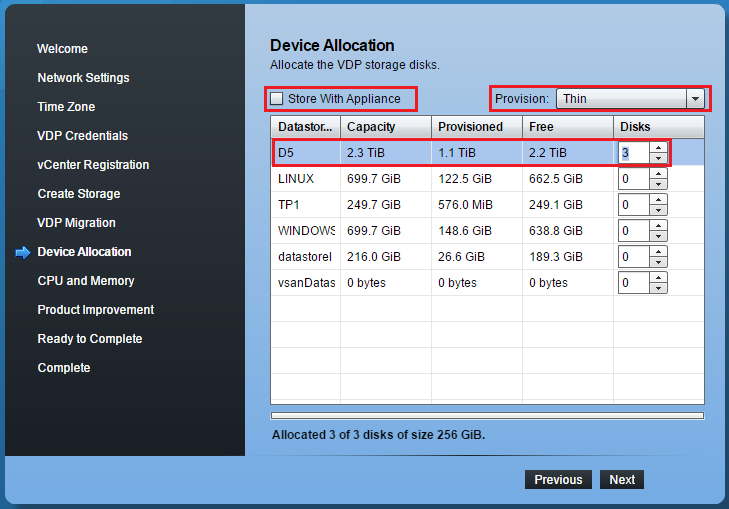 Welcome
Network Settings
Time Zone
VDP Credentials
vCenter Registration
Create Storage
VDP Migration
Device Allocation
CPU and Memory
Product Improvement
Ready to Complete
Complete
Device Allocation
Allocate the VDP storage disks.
Store With Appliance Provision: Thin
Datastor... Capacity Provisioned Free Disks
D5 2.3 TiB 1.1 TiB 2.2 TiB 3
LINUX 699.7 GiB 122.5 GiB 662.5 GiB 0
TP1 249.7 GiB 576.0 MiB 249.1 GiB 0
WINDOWS 699.7 GiB 148.6 GiB 638.8 GiB 0
datastorel 216.0 GiB 26.6 GiB 189.3 GiB 0
vsanDatas 0 bytes 0 bytes 0 bytes 0
Allocated 3 of 3 disks of size 256 GiB.
Previous Next